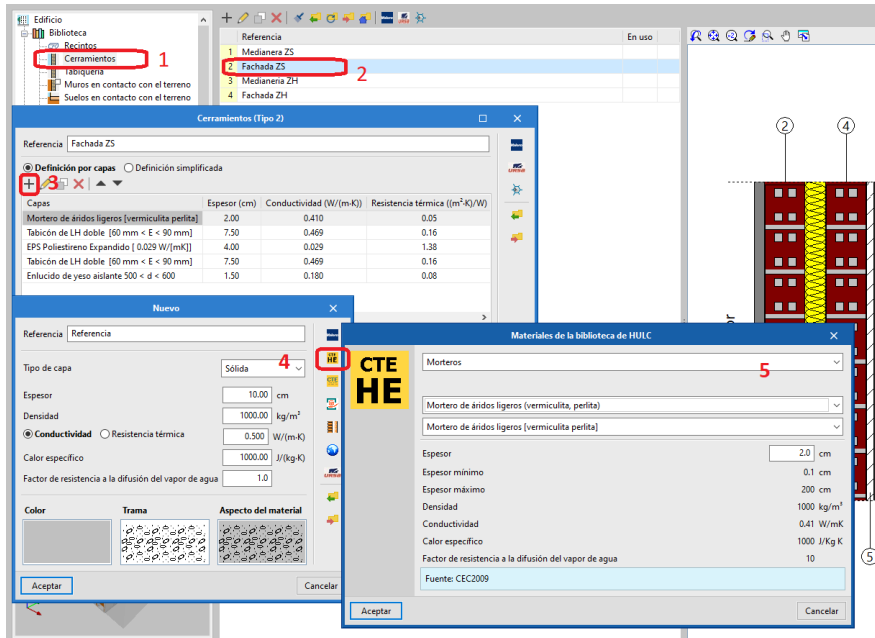 Edificio
Biblioteca
Recintos
Cerramientos
Tabiquería
Muros en contacto con el terreno
Suelos en contacto con el terreno
1
Referencia En uso
1 Medianera ZS
2 Fachada ZS
3 Medianeria ZH
4 Fachada ZH
2
2 4
5
Cerramientos (Tipo 2)
Referencia Fachada ZS
Definición por capas Definición simplificada
3
Capas Espesor (cm) Conductividad (W/(m·K)) Resistencia térmica ((m²·K)/W)
Mortero de áridos ligeros [vermiculita perlita] 2.00 0.410 0.05
Tabicón de LH doble [60 mm < E < 90 mm] 7.50 0.469 0.16
EPS Poliestireno Expandido [ 0.029 W/[mK]] 4.00 0.029 1.38
Tabicón de LH doble [60 mm < E < 90 mm] 7.50 0.469 0.16
Enlucido de yeso aislante 500 < d < 600 1.50 0.180 0.08
Nuevo
Referencia Referencia
Tipo de capa Sólida
4
CTE
HE
Espesor 10.00 cm
Densidad 1000.00 kg/m³
Conductividad Resistencia térmica 0.500 W/(m·K)
Calor específico 1000.00 J/(kg·K)
Factor de resistencia a la difusión del vapor de agua 1.0
Color Trama Aspecto del material
Aceptar Cancelar
Materiales de la biblioteca de HULC
CTE
HE
Morteros
5
Mortero de áridos ligeros (vermiculita, perlita)
Mortero de áridos ligeros [vermiculita perlita]
Espesor 2.0 cm
Espesor mínimo 0.1 cm
Espesor máximo 200 cm
Densidad 1000 kg/m³
Conductividad 0.41 W/mK
Calor específico 1000 J/Kg K
Factor de resistencia a la difusión del vapor de agua 10
Fuente: CEC2009
Aceptar Cancelar